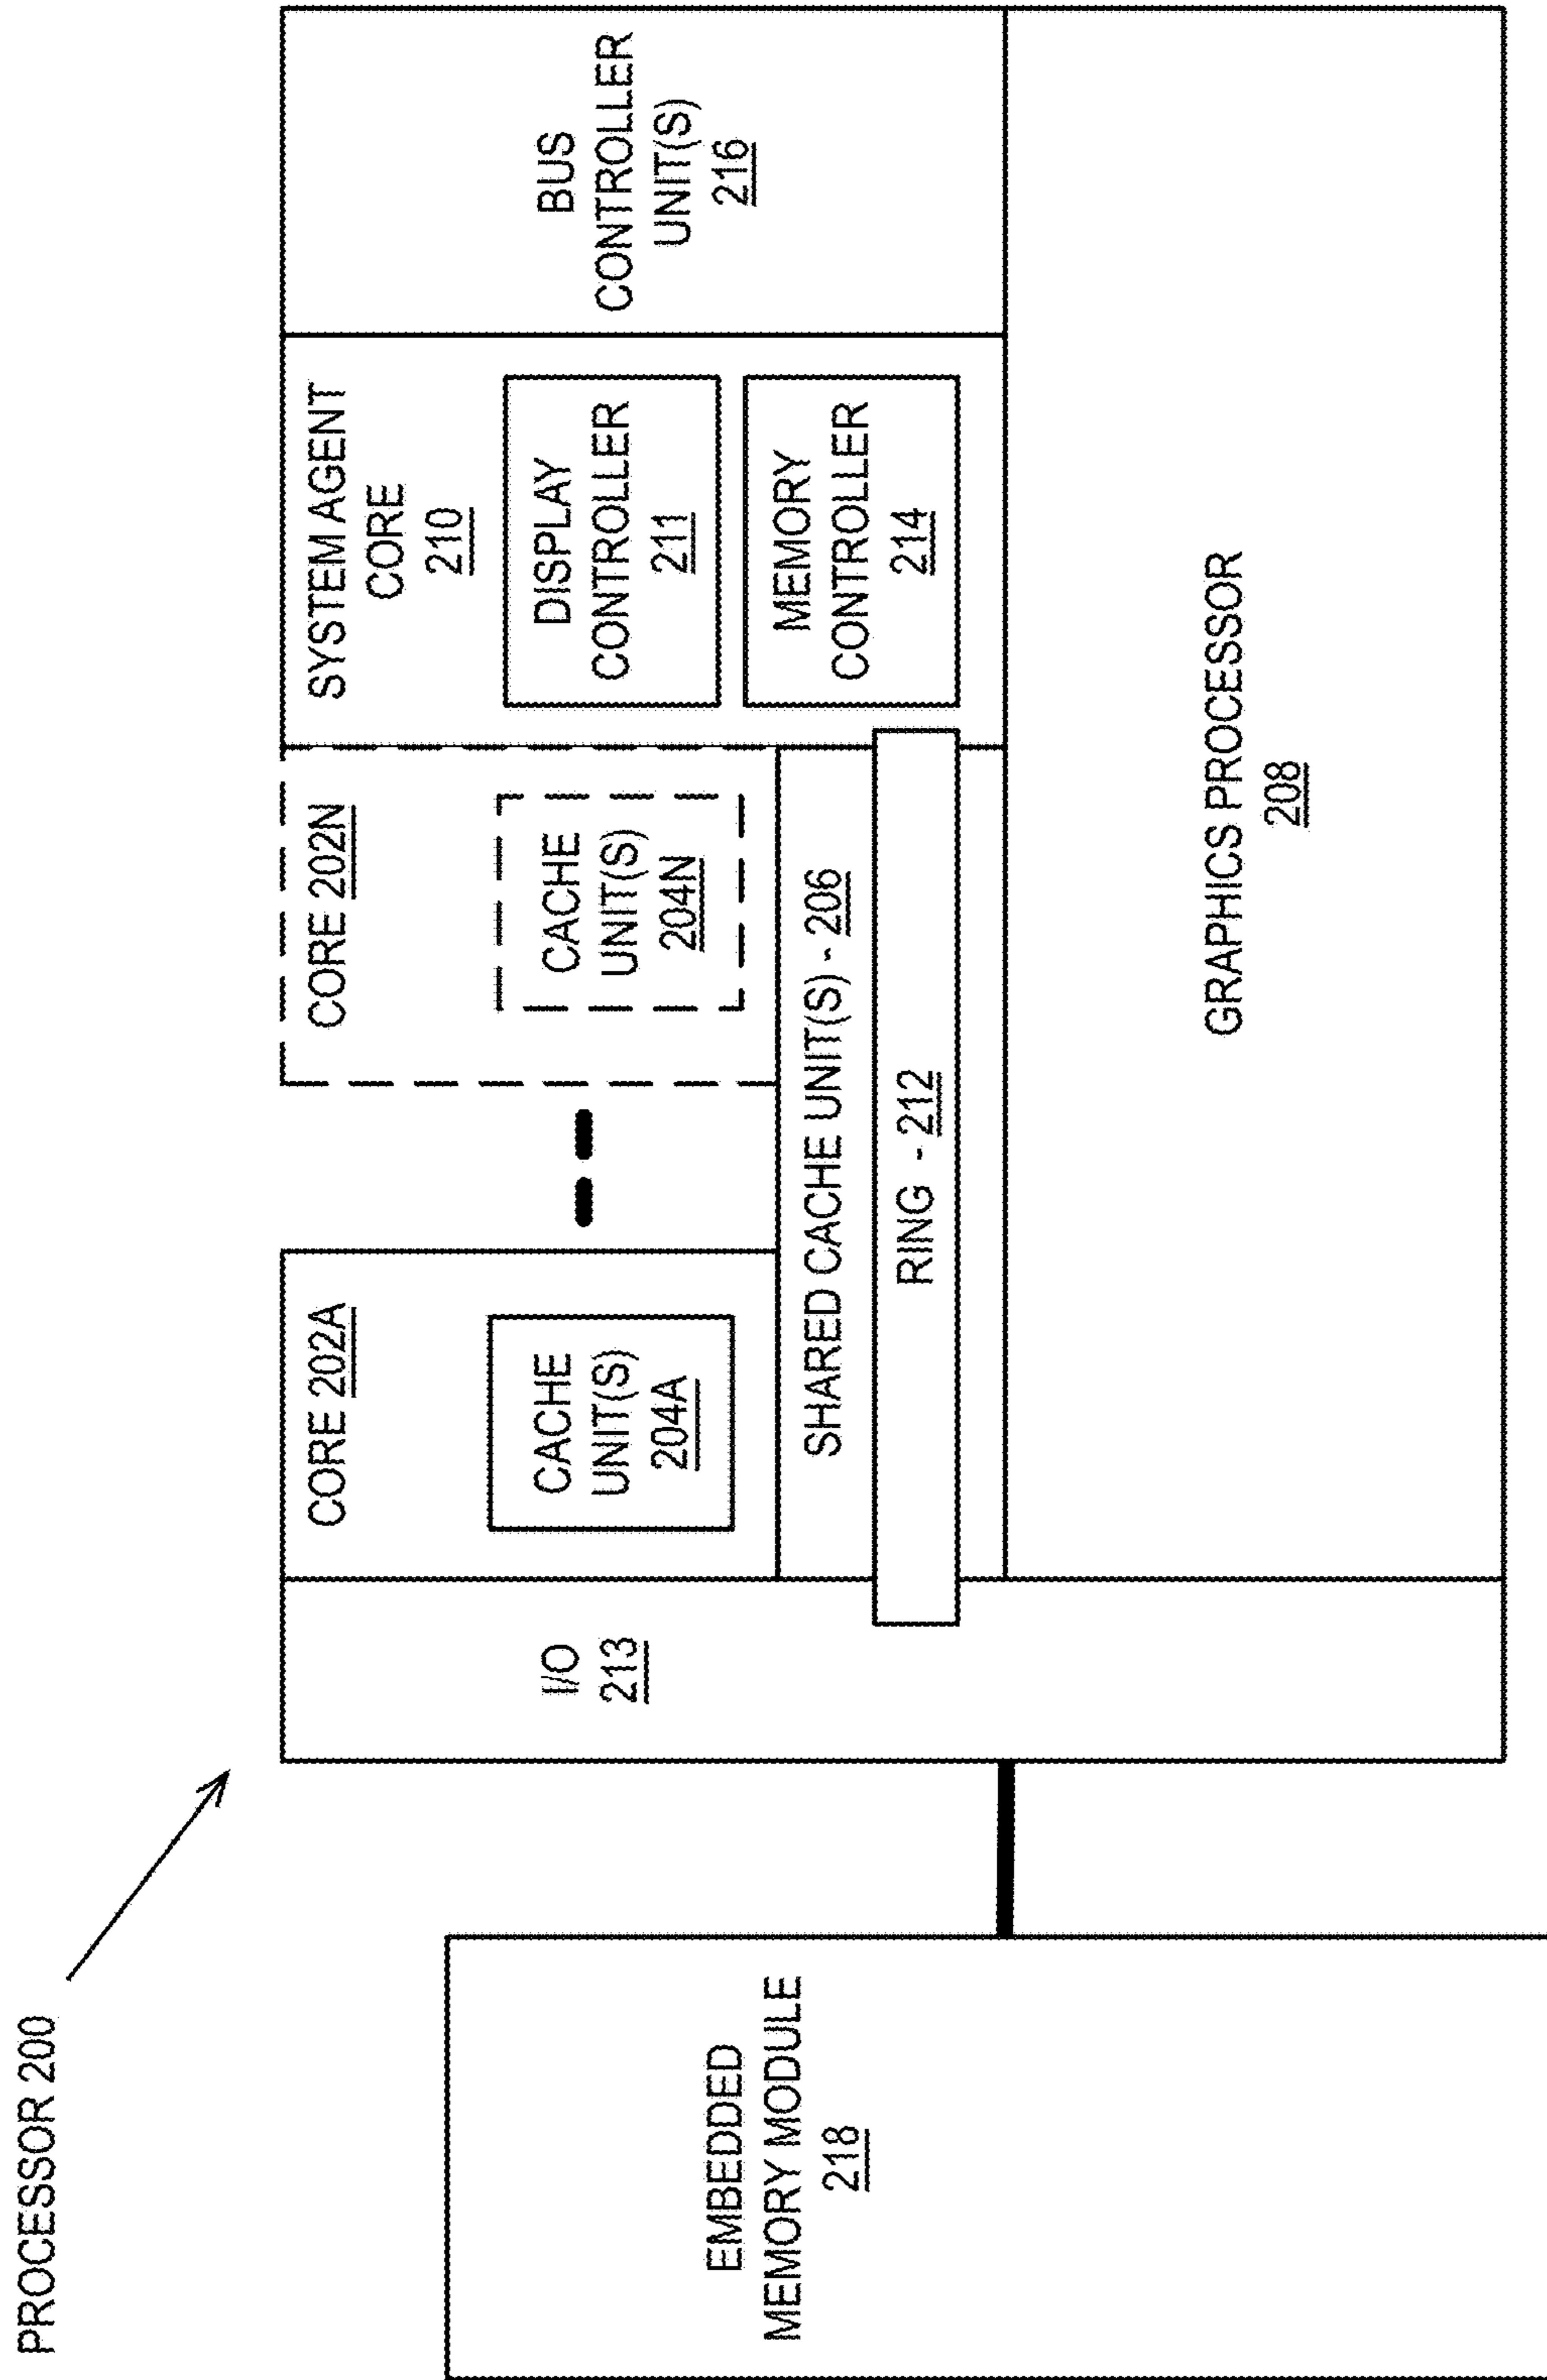 PROCESSOR 200
EMBEDDED
MEMORY MODULE
218
I/O
213
CORE 202A
CACHE
UNIT(S)
204A
CORE 202N
CACHE
UNIT(S)
204N
SHARED CACHE UNIT(S) - 206
RING - 212
SYSTEM AGENT
CORE
210
DISPLAY
CONTROLLER
211
MEMORY
CONTROLLER
214
BUS
CONTROLLER
UNIT(S)
216
GRAPHICS PROCESSOR
208